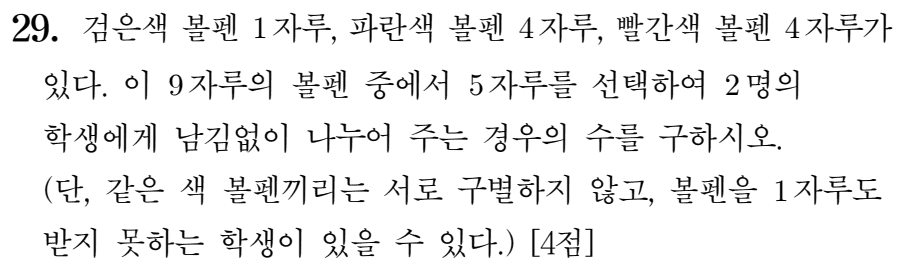 29. 검은색 볼펜 1자루, 파란색 볼펜 4자루, 빨간색 볼펜 4자루가
있다. 이 9자루의 볼펜 중에서 5자루를 선택하여 2명의
학생에게 남김없이 나누어 주는 경우의 수를 구하시오.
(단, 같은 색 볼펜끼리는 서로 구별하지 않고, 볼펜을 1자루도
받지 못하는 학생이 있을 수 있다.) [4점]